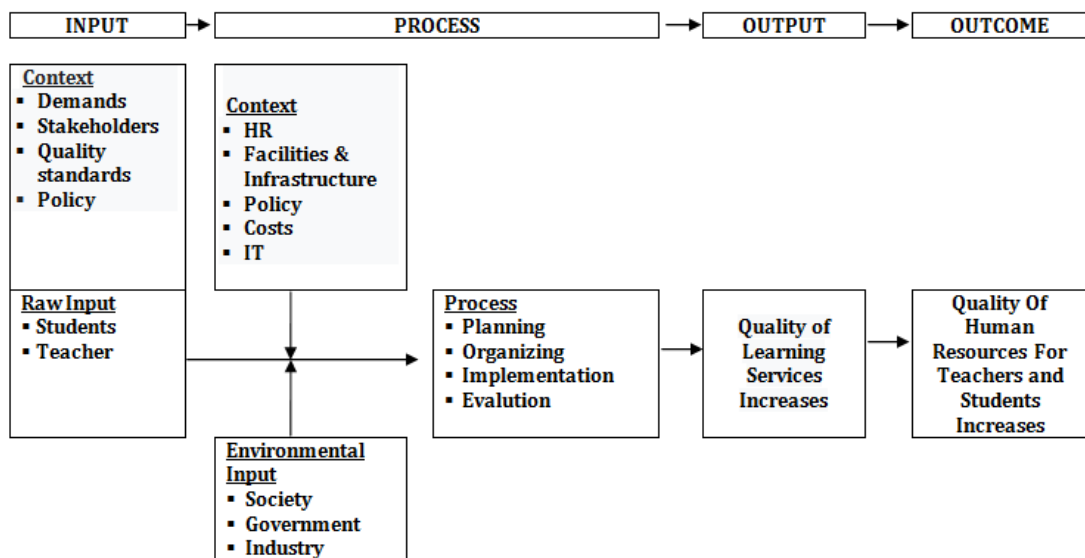 INPUT
PROCESS
OUTPUT
OUTCOME
Context
▪ Demands
▪ Stakeholders
▪ Quality
standards
▪ Policy
Context
▪ HR
▪ Facilities &
Infrastructure
▪ Policy
▪ Costs
▪ IT
Raw Input
▪ Students
▪ Teacher
Process
▪ Planning
▪ Organizing
▪ Implementation
▪ Evalution
Quality of
Learning
Services
Increases
Quality Of
Human
Resources For
Teachers and
Students
Increases
Environmental
Input
▪ Society
▪ Government
▪ Industry